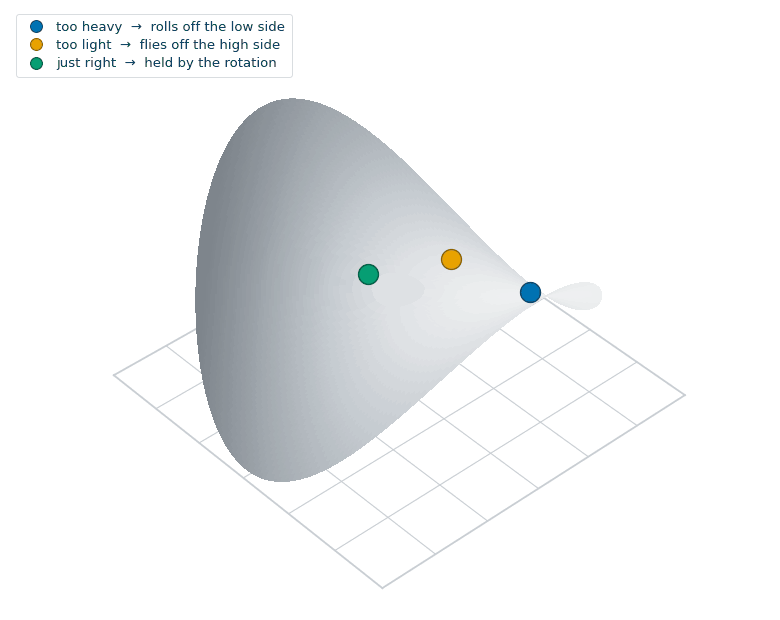 too heavy → rolls off the low side
too light → flies off the high side
just right → held by the rotation